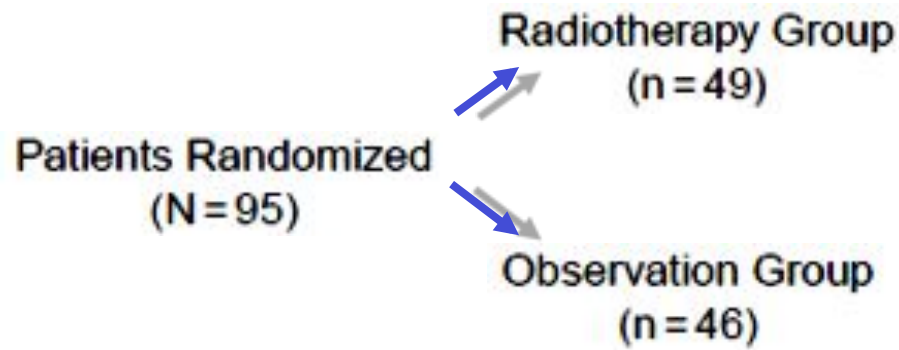 Patients Randomized
(N=95)
Radiotherapy Group
(n=49)
Observation Group
(n=46)